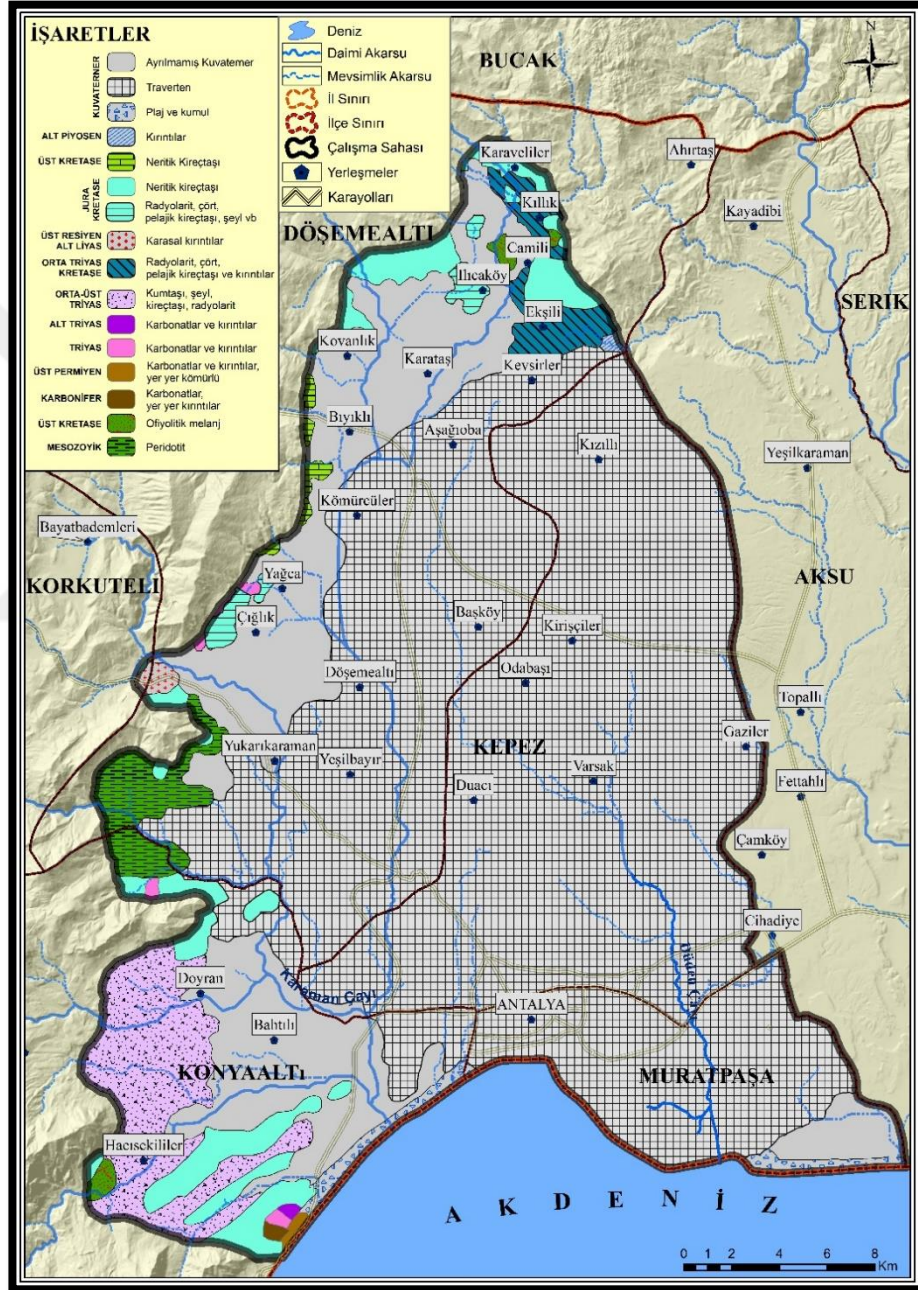 İŞARETLER
KUVATERNER
Ayrılmamış Kuvaterner
Traverten
Plaj ve kumul
ALT PİYOSEN
Kırıntılar
ÜST KRETASE
Neritik Kireçtaşı
JURA
KRETASE
Neritik kireçtaşı
Radyolarit, çört,
pelajik kireçtaşı, şeyl vb
ÜST RESİYEN
ALT LİYAS
Karasal kırıntılar
ORTA TRİYAS
KRETASE
Radyolarit, çört,
pelajik kireçtaşı ve kırıntılar
ORTA-ÜST
TRİYAS
Kumtaşı, şeyl,
kireçtaşı, radyolarit
ALT TRİYAS
Karbonatlar ve kırıntılar
TRİYAS
Karbonatlar ve kırıntılar
ÜST PERMİYEN
Karbonatlar ve kırıntılar,
yer yer kömürlü
KARBONİFER
Karbonatlar,
yer yer kırıntılar
ÜST KRETASE
Ofiyolitik melanj
MESOZOYİK
Peridotit
Deniz
Daimi Akarsu
Mevsimlik Akarsu
İl Sınırı
İlçe Sınırı
Çalışma Sahası
Yerleşmeler
Karayolları
N
BUCAK
Karaveliler
Ahırtaş
Kıllık
Kayadibi
DÖŞEMEALTI
Camili
Ilıcaköy
SERIK
Ekşili
Kovanlık
Karataş
Kevsirler
Bıyıklı
Aşağıoba
Kızıllı
Yeşilkaraman
Kömürcüler
Bayatbademleri
KORKUTELİ
Yağca
AKSU
Çığlık
Başköy
Kirişçiler
Döşemealtı
Odabaşı
Topallı
Gaziler
Yukarıkaraman
KEPEZ
Yeşilbayır
Varsak
Duacı
Fettahlı
Çamköy
Cihadiye
Doyran
Karaman Çayı
Düden Çayı
ANTALYA
Bahtılı
KONYAALTı
MURATPAŞA
Hacısekililer
AKDENİZ
0 1 2 4 6 8
Km